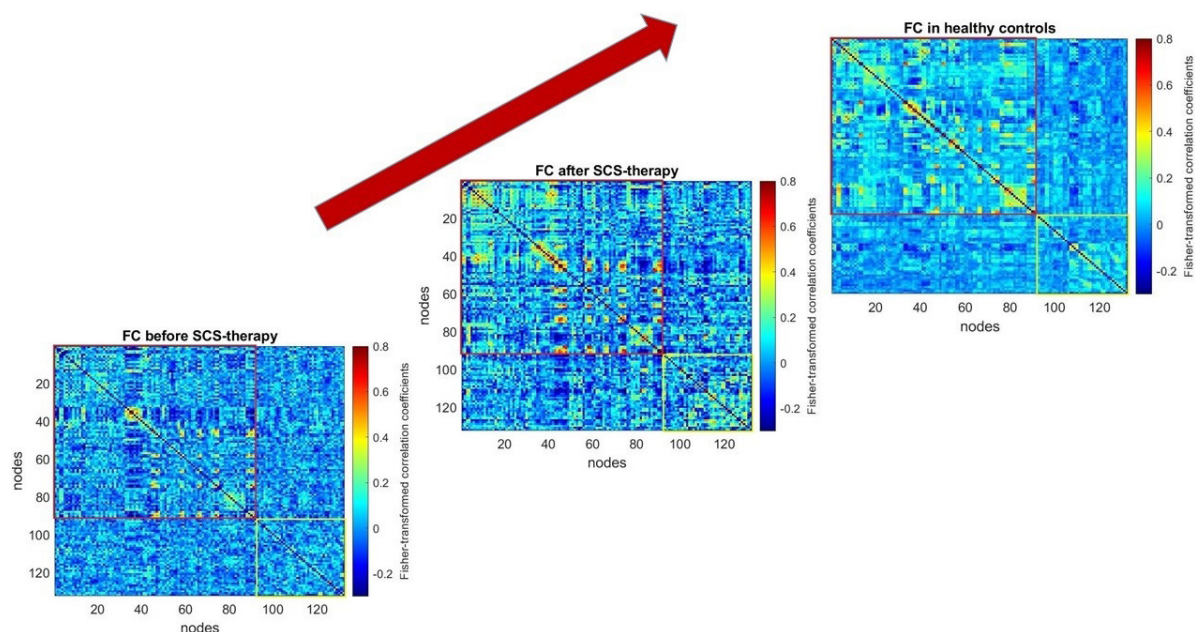 FC in healthy controls
0.8
0.6
0.4
0.2
0
-0.2
Fisher-transformed correlation coefficients
20 40 60 80 100 120
nodes
FC after SCS-therapy
20
40
60
80
100
120
nodes
20 40 60 80 100 120
nodes
0.8
0.6
0.4
0.2
0
-0.2
Fisher-transformed correlation coefficients
FC before SCS-therapy
20
40
60
80
100
120
nodes
20 40 60 80 100 120
nodes
0.8
0.6
0.4
0.2
0
-0.2
Fisher-transformed correlation coefficients